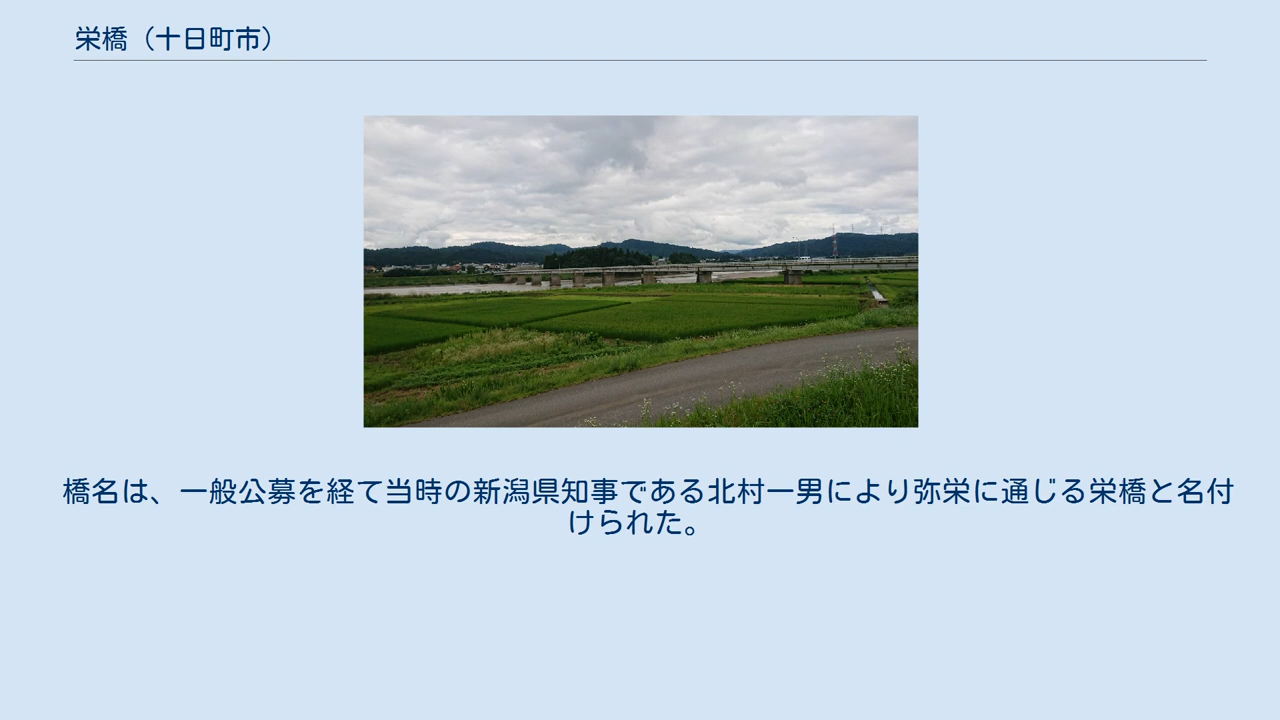 栄橋（十日町市）
橋名は、一般公募を経て当時の新潟県知事である北村一男により弥栄に通じる栄橋と名付
けられた。